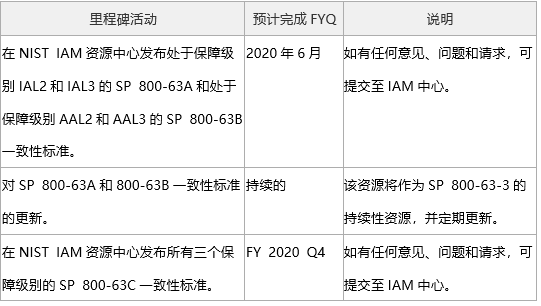 里程碑活动 预计完成 FYQ 说明
在 NIST IAM 资源中心发布处于保障级
别 IAL2 和 IAL3 的 SP 800-63A 和处于
保障级别 AAL2 和 AAL3 的 SP 800-63B
一致性标准。
2020 年 6 月
如有任何意见、问题和请求，可
提交至 IAM 中心。
对 SP 800-63A 和 800-63B 一致性标准
的更新。
持续的
该资源将作为 SP 800-63-3 的
持续性资源，并定期更新。
在 NIST IAM 资源中心发布所有三个保
障级别的 SP 800-63C 一致性标准。
FY 2020 Q4
如有任何意见、问题和请求，可
提交至 IAM 中心。